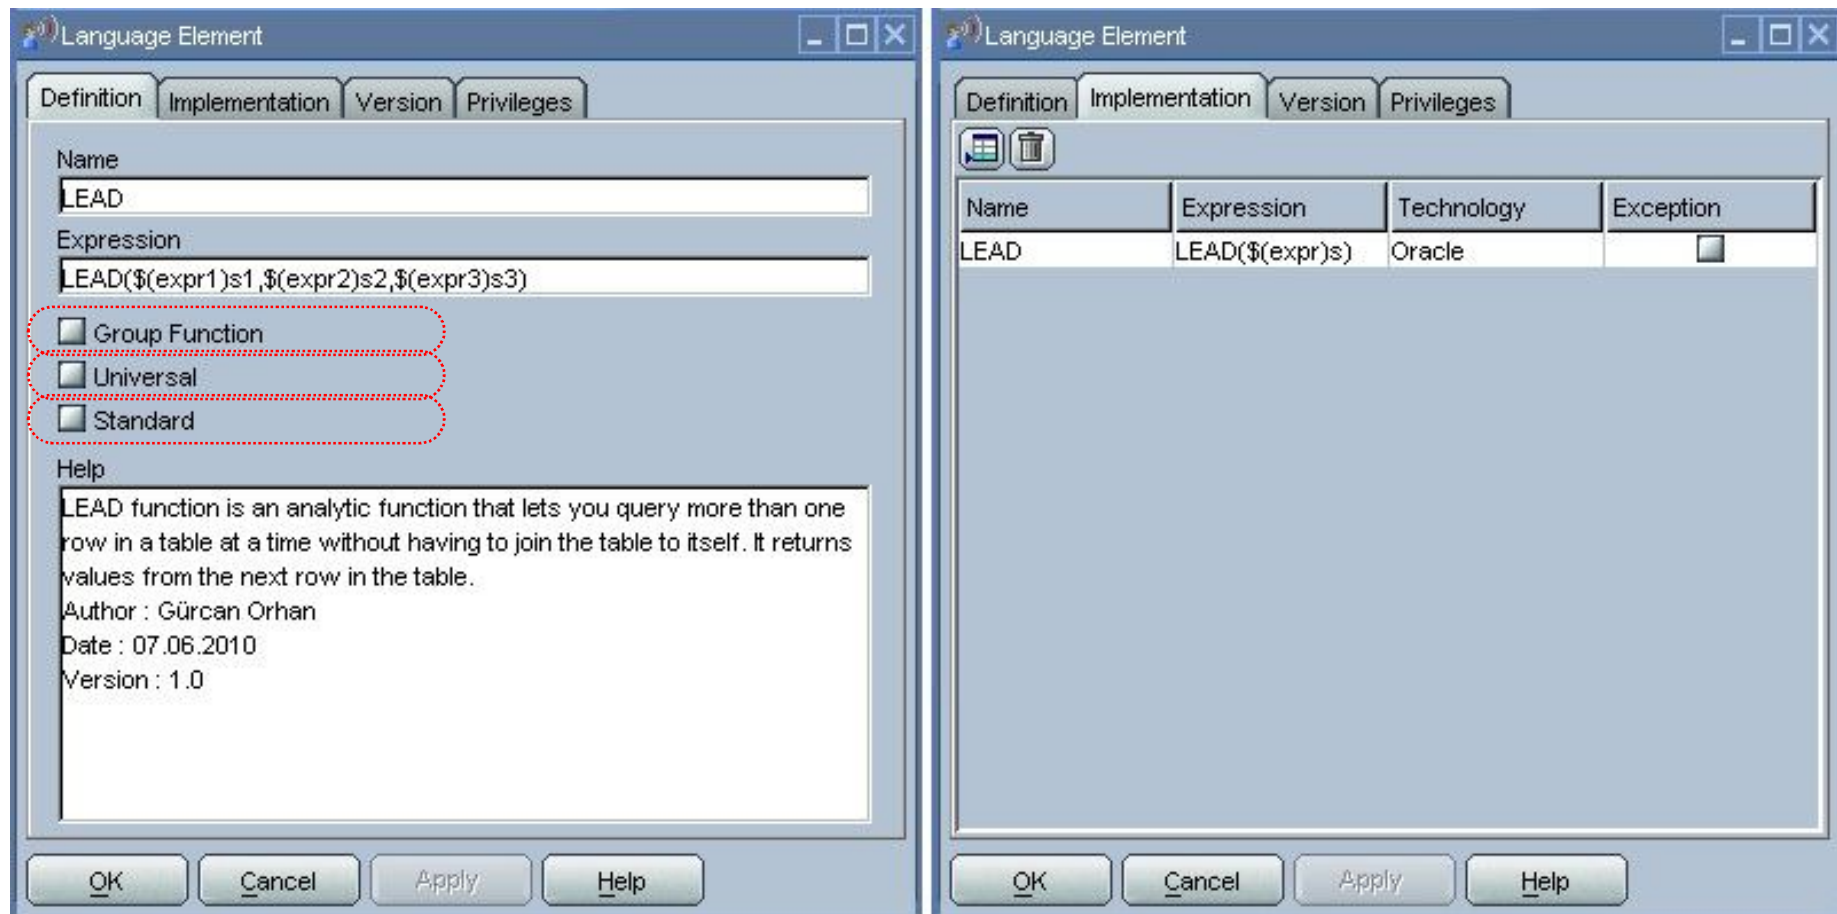 Language Element
Definition Implementation Version Privileges
Name
LEAD
Expression
LEAD($(expr1)s1,$(expr2)s2,$(expr3)s3)
Group Function
Universal
Standard
Help
LEAD function is an analytic function that lets you query more than one
row in a table at a time without having to join the table to itself. It returns
values from the next row in the table.
Author : Gürcan Orhan
Date : 07.06.2010
Version : 1.0
OK Cancel Apply Help
Language Element
Definition Implementation Version Privileges
Name Expression Technology Exception
LEAD LEAD($(expr)s) Oracle
OK Cancel Apply Help